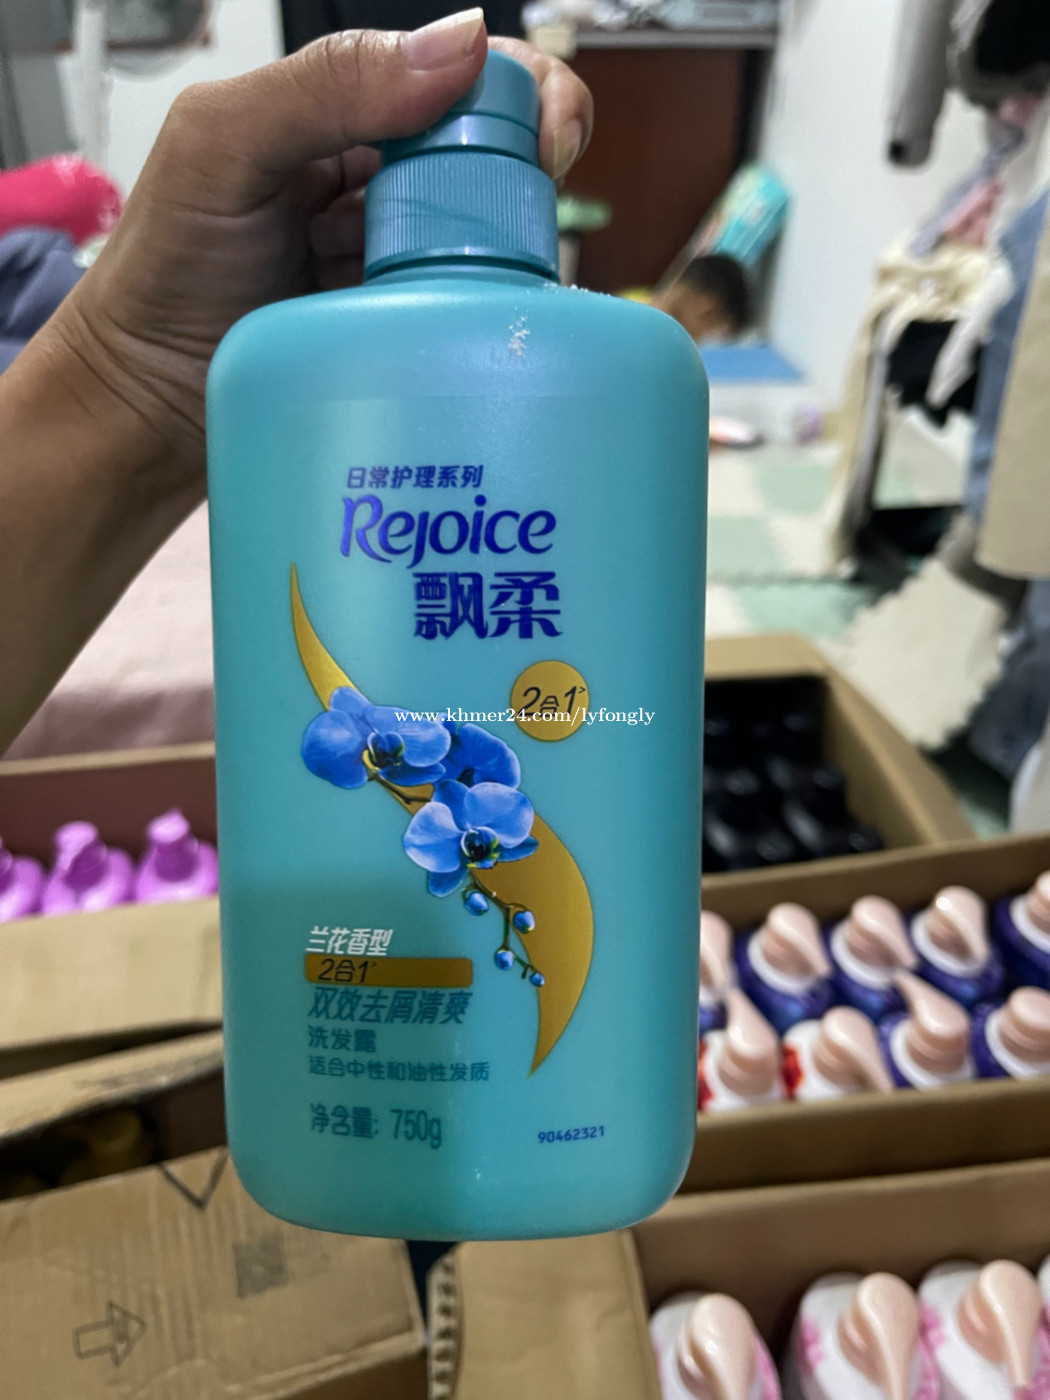 日常护理系列
Rejoice
飘柔
2合1
www.khmer24.com/lyfongly
兰花香型
2合1
双效去屑清爽
洗发露
适合中性和油性发质
净含量: 750g
90462321